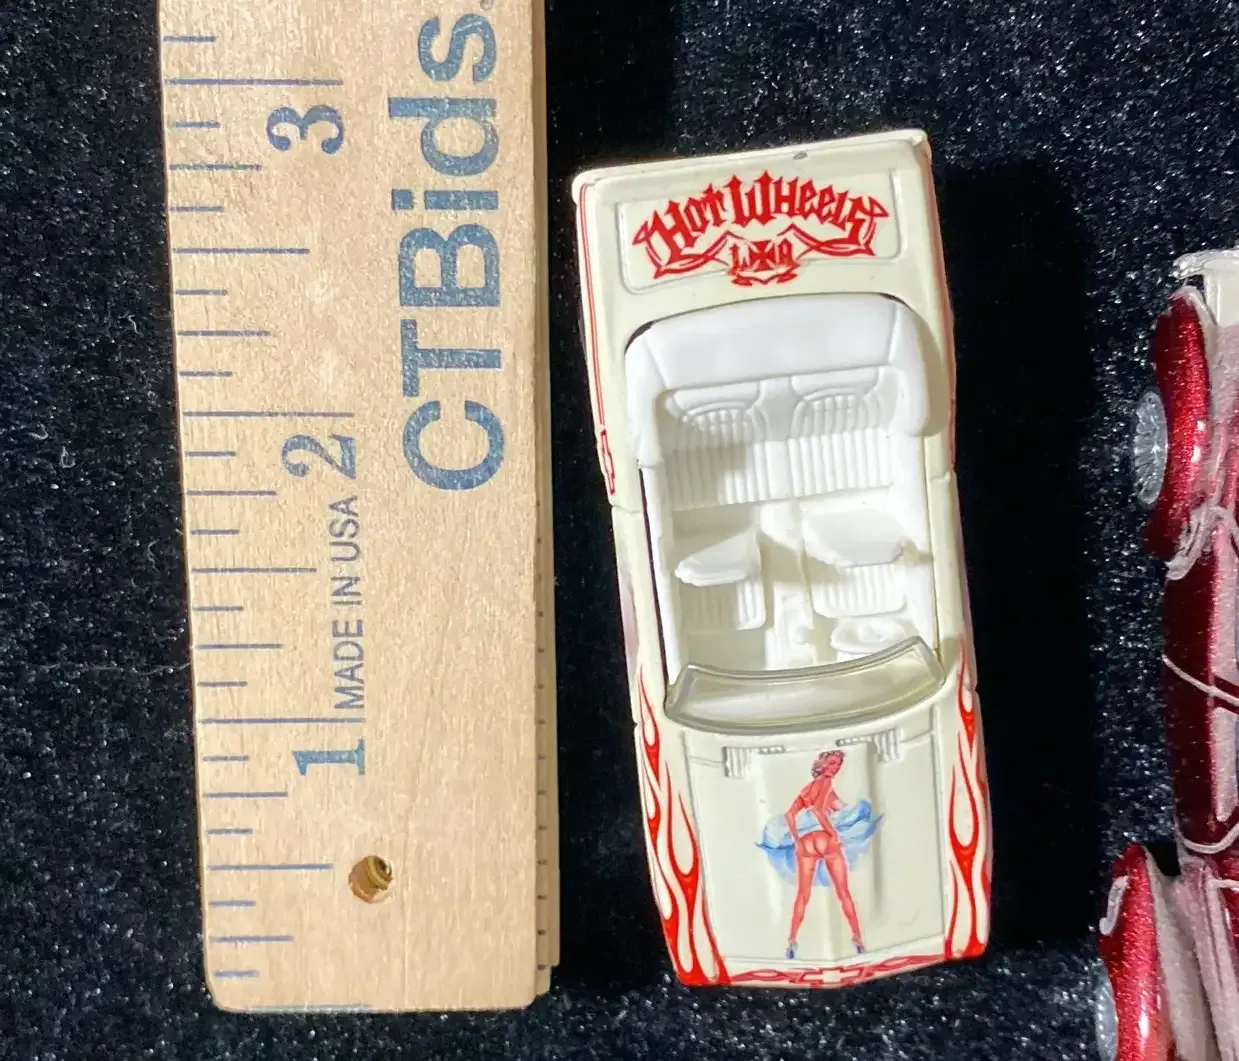 3
2
1
CTBids.
MADE IN USA
HOT WHEELS